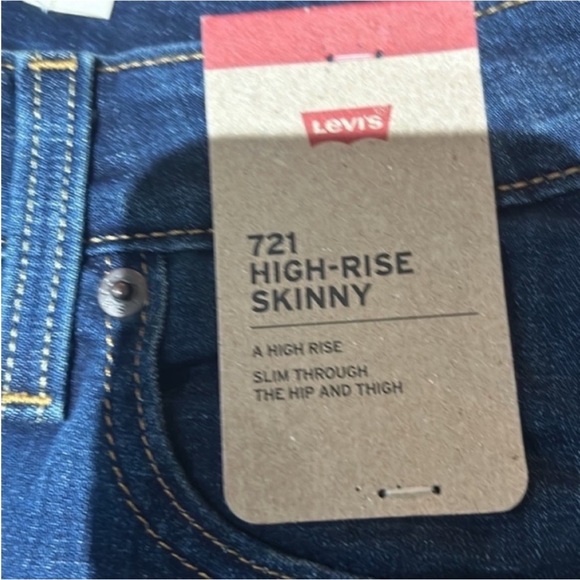 Levi's
721
HIGH-RISE
SKINNY
A HIGH RISE
SLIM THROUGH
THE HIP AND THIGH